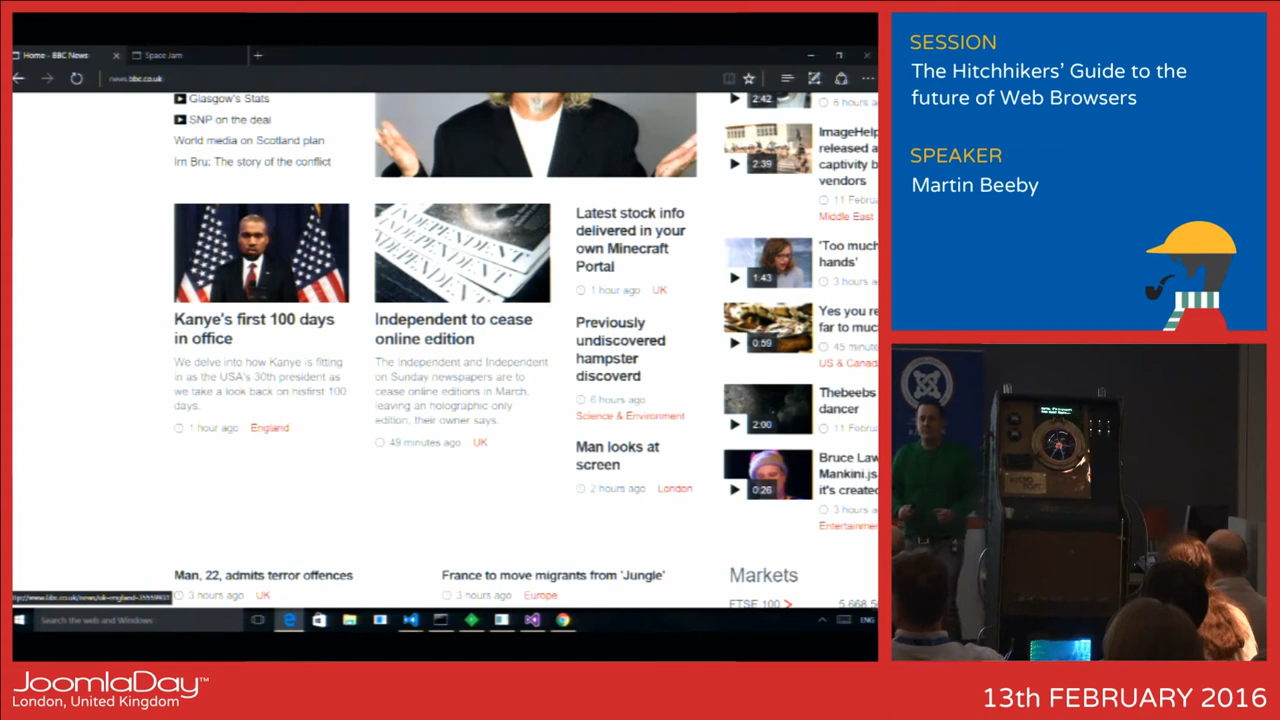 Home - BBC News
Space Jam
news.bbc.co.uk
Glasgow's Stats
SNP on the deal
World media on Scotland plan
Irn Bru: The story of the conflict
Kanye's first 100 days
in office
We delve into how Kanye is fitting
in as the USA's 30th president as
we take a look back on hisfirst 100
days.
1 hour ago England
INDEPENDENT
INDEPENDENT
INDEPENDENT
Independent to cease
online edition
The Independent and Independent
on Sunday newspapers are to
cease online editions in March,
leaving an holographic only
edition, their owner says.
49 minutes ago UK
Latest stock info
delivered in your
own Minecraft
Portal
1 hour ago UK
Previously
undiscovered
hampster
discoverd
6 hours ago
Science & Environment
Man looks at
screen
2 hours ago London
2:42
6 hours a
2:39
ImageHelp
released a
captivity b
vendors
11 Febru
Middle East
1:43
'Too much
hands'
3 hours
0:59
Yes you re
far to muc
45 minute
US & Canad
2:00
Thebeebs
dancer
11 Febru
0:26
Bruce Law
Mankini.js
it's create
3 hours
Entertainme
Man, 22, admits terror offences
3 hours ago UK
France to move migrants from 'Jungle'
3 hours ago Europe
Markets
FTSE 100 >
Search the web and Windows
ENG
SESSION
The Hitchhikers' Guide to the
future of Web Browsers
SPEAKER
Martin Beeby
JoomlaDay™
London, United Kingdom
13th FEBRUARY 2016